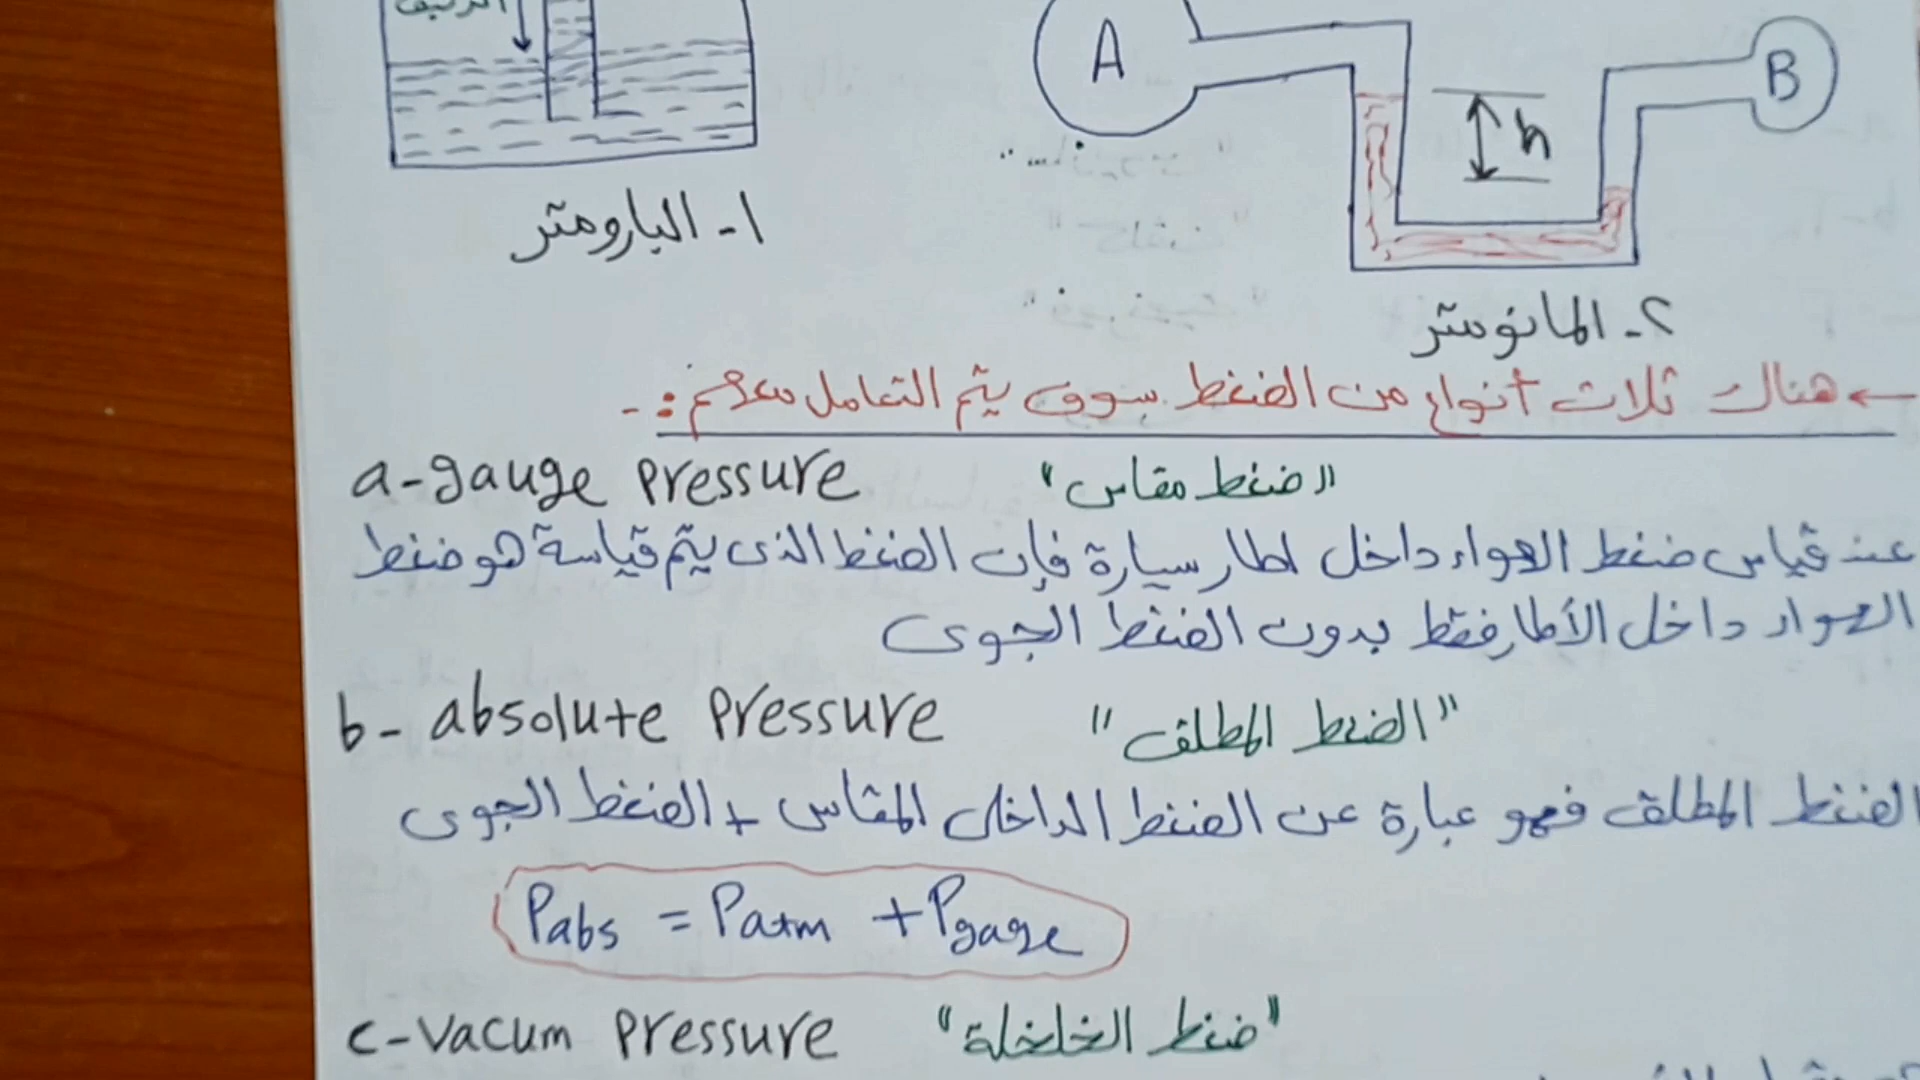 الزئبق
A
B
h
١- البارومتر
٢- المانومتر
← هناك ثلاث أنواع من الضغط سوف يتم التعامل معهم :-
a-gauge pressure "ضغط مقاس"
عند قياس ضغط الهواء داخل اطار سيارة فإن الضغط الذى يتم قياسة هو ضغط
الهواء داخل الأطار فقط بدون الضغط الجوى
b- absolute pressure "الضغط المطلق"
الضغط المطلق فهو عبارة عن الضغط الداخلى المقاس + الضغط الجوى
Pabs = Patm + Pgage
c-vacum pressure "ضغط الخلخلة"